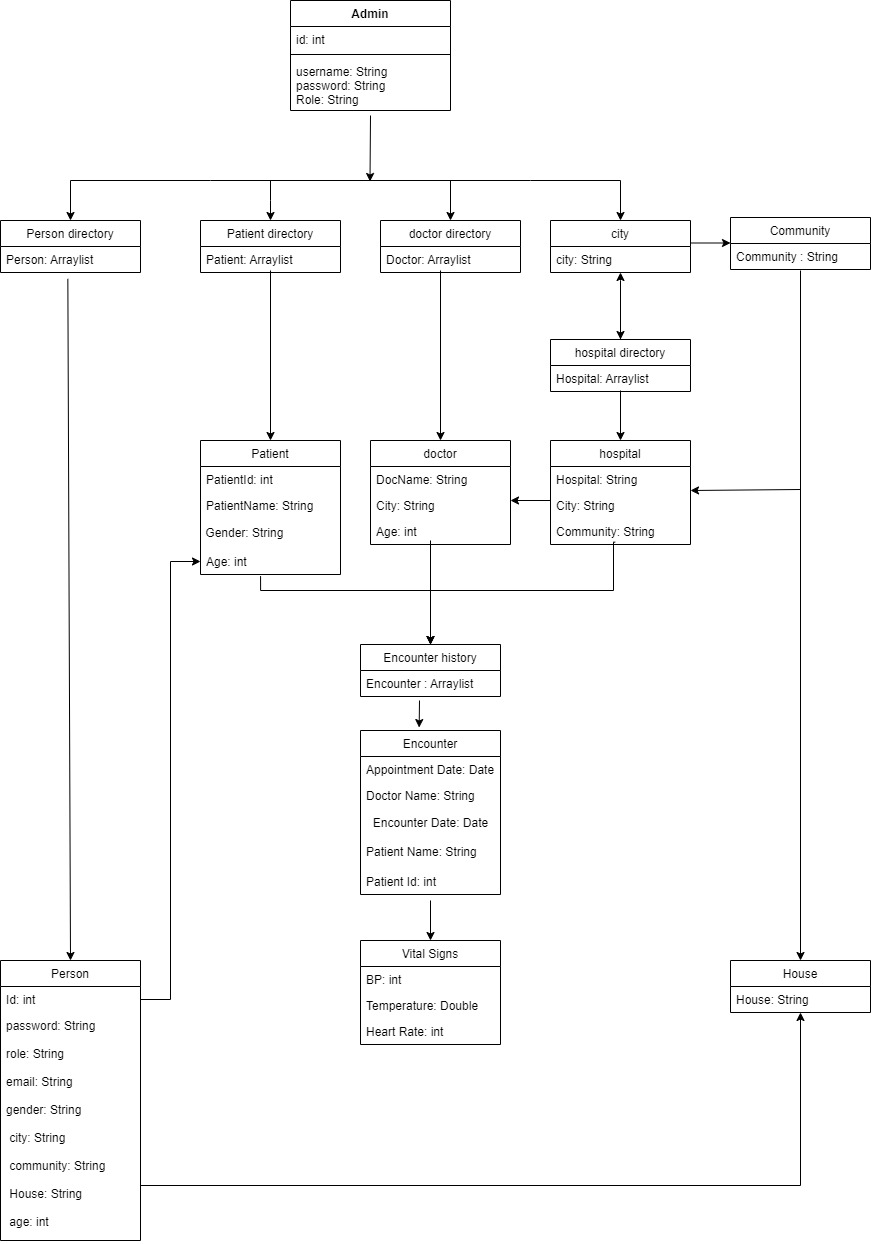 Admin
id: int
username: String
password: String
Role: String
Person directory
Person: Arraylist
Patient directory
Patient: Arraylist
doctor directory
Doctor: Arraylist
city
city: String
Community
Community : String
hospital directory
Hospital: Arraylist
Patient
PatientId: int
PatientName: String
Gender: String
Age: int
doctor
DocName: String
City: String
Age: int
hospital
Hospital: String
City: String
Community: String
Encounter history
Encounter : Arraylist
Encounter
Appointment Date: Date
Doctor Name: String
Encounter Date: Date
Patient Name: String
Patient Id: int
Vital Signs
BP: int
Temperature: Double
Heart Rate: int
Person
Id: int
password: String
role: String
email: String
gender: String
city: String
community: String
House: String
age: int
House
House: String